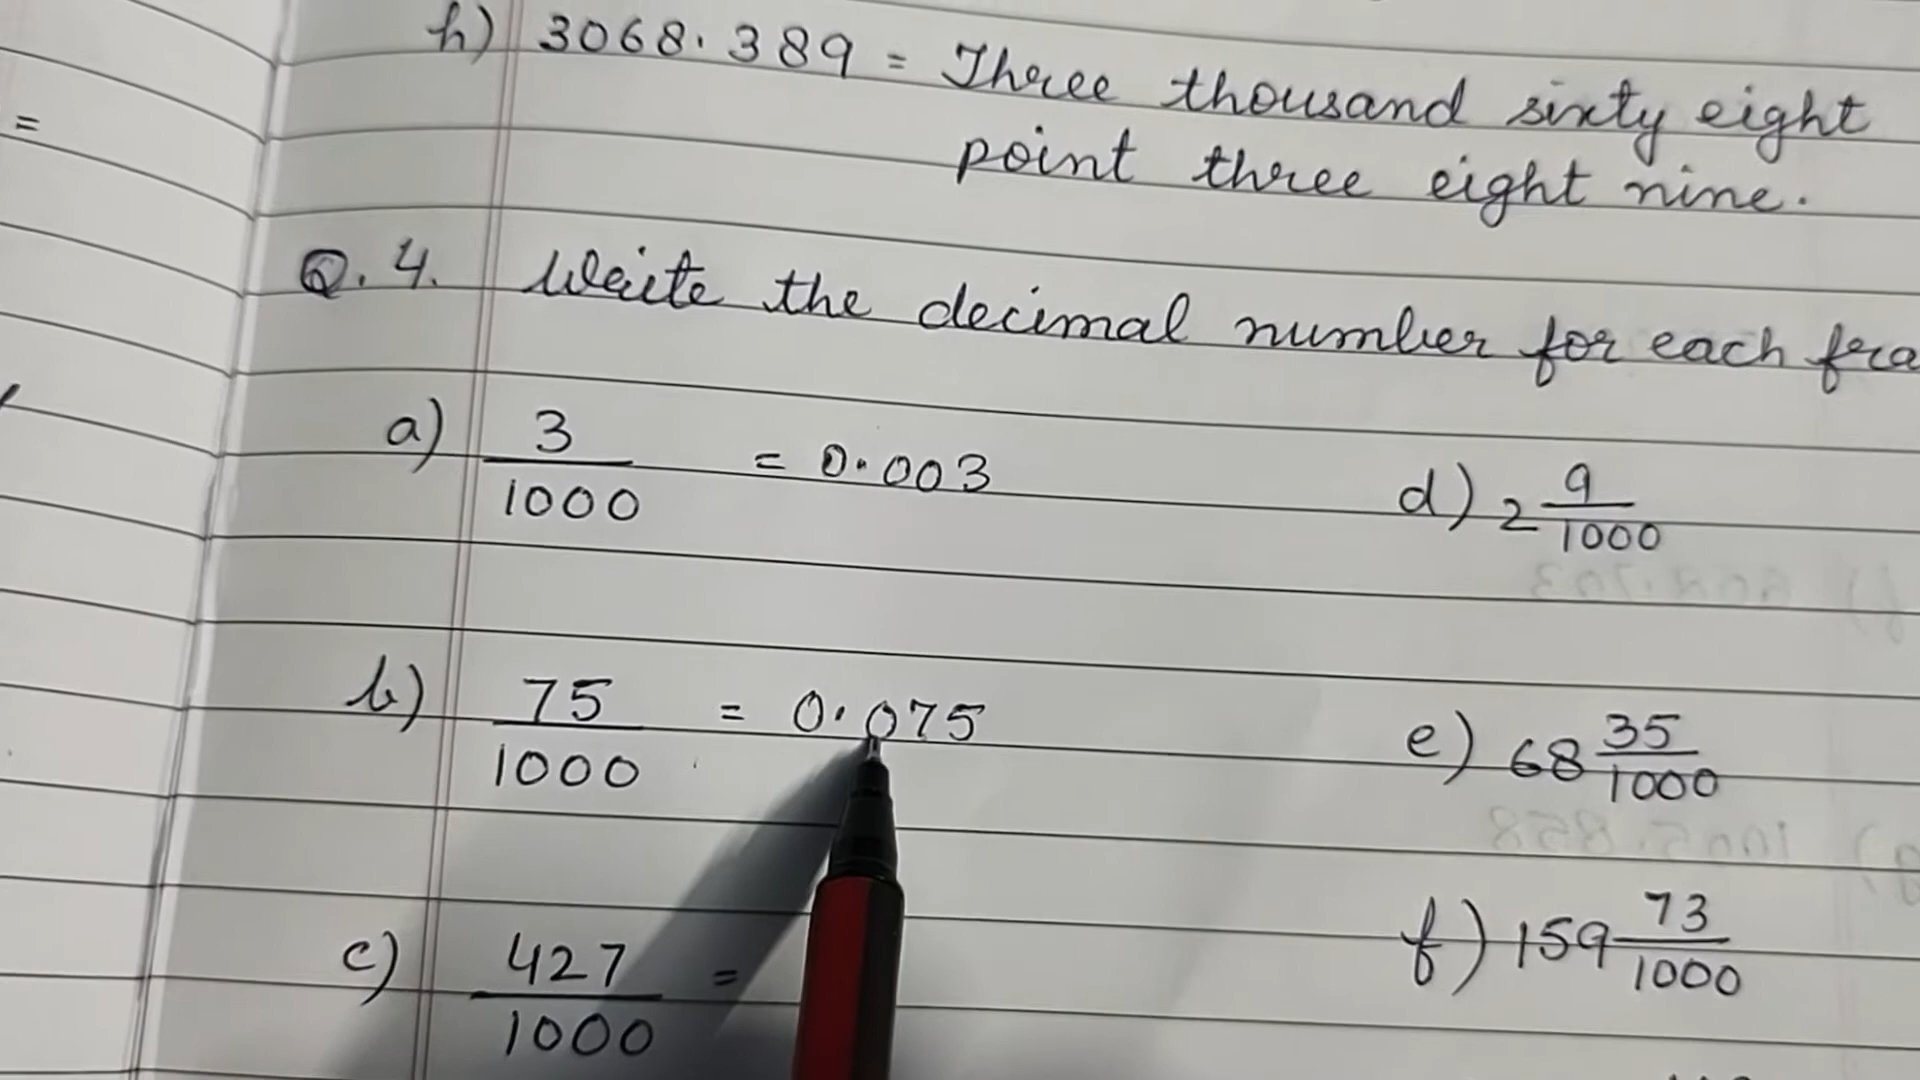 =
h) 3068.389 = Three thousand sixty eight
point three eight nine.
Q.4. Write the decimal number for each fra
a) 3/1000 = 0.003
d) 2 9/1000
b) 75/1000 = 0.075
e) 68 35/1000
c) 427/1000 =
f) 159 73/1000